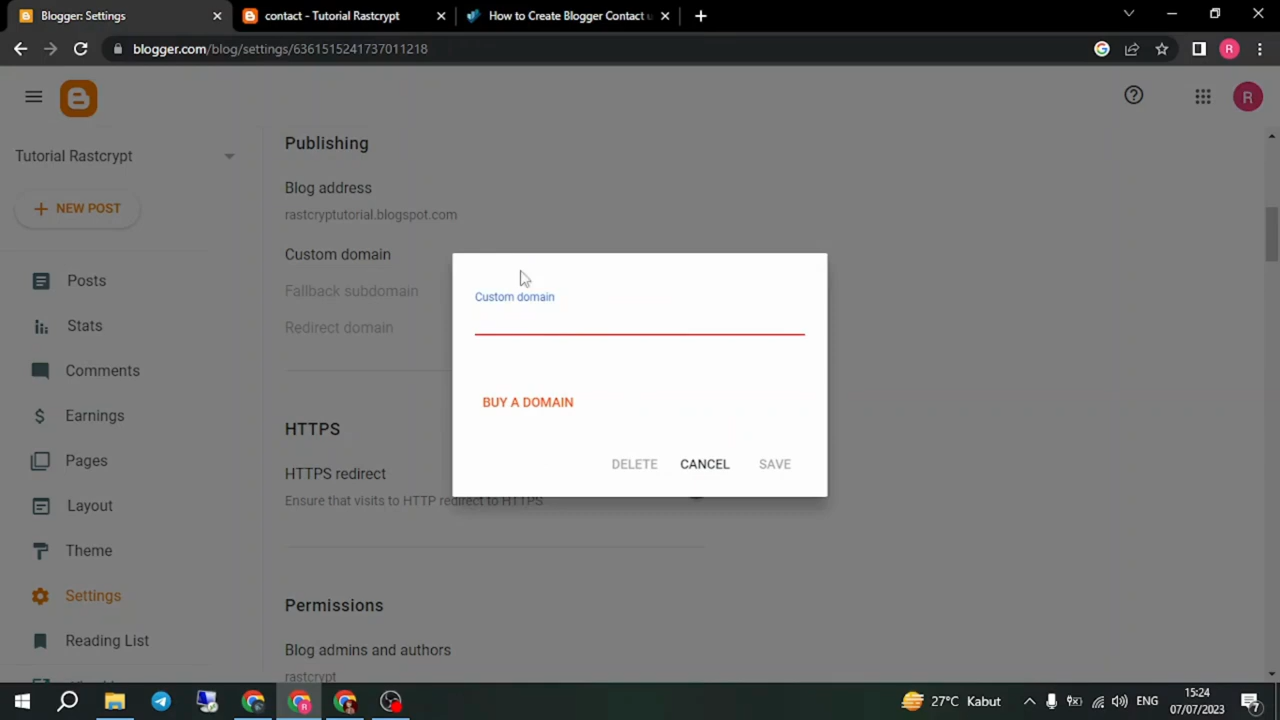 Blogger: Settings
contact - Tutorial Rastcrypt
How to Create Blogger Contact u
blogger.com/blog/settings/6361515241737011218
R
R
Tutorial Rastcrypt
NEW POST
Posts
Stats
Comments
Earnings
Pages
Layout
Theme
Settings
Reading List
Publishing
Blog address
rastcryptutorial.blogspot.com
Custom domain
Fallback subdomain
Redirect domain
HTTPS
HTTPS redirect
Ensure that visits to HTTP redirect to HTTPS
Permissions
Blog admins and authors
rastcrypt
Custom domain
BUY A DOMAIN
DELETE CANCEL SAVE
27°C Kabut
ENG
15:24
07/07/2023
7